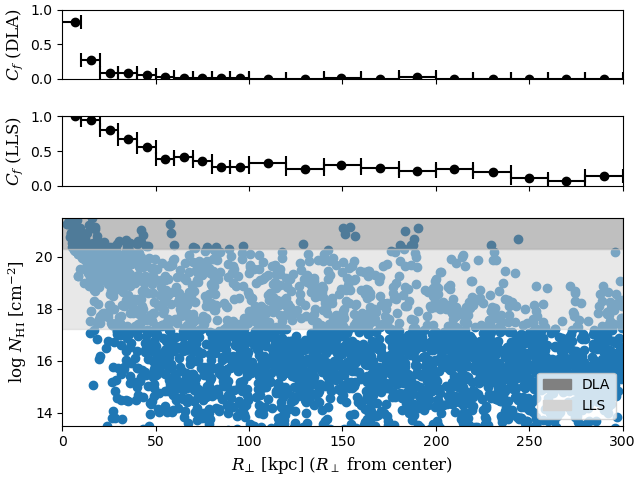 1.0
0.5
0.0
C_f (DLA)
1.0
0.5
0.0
C_f (LLS)
20
18
16
14
log N_HI [cm⁻²]
DLA
LLS
0 50 100 150 200 250 300
R_⊥ [kpc] (R_⊥ from center)